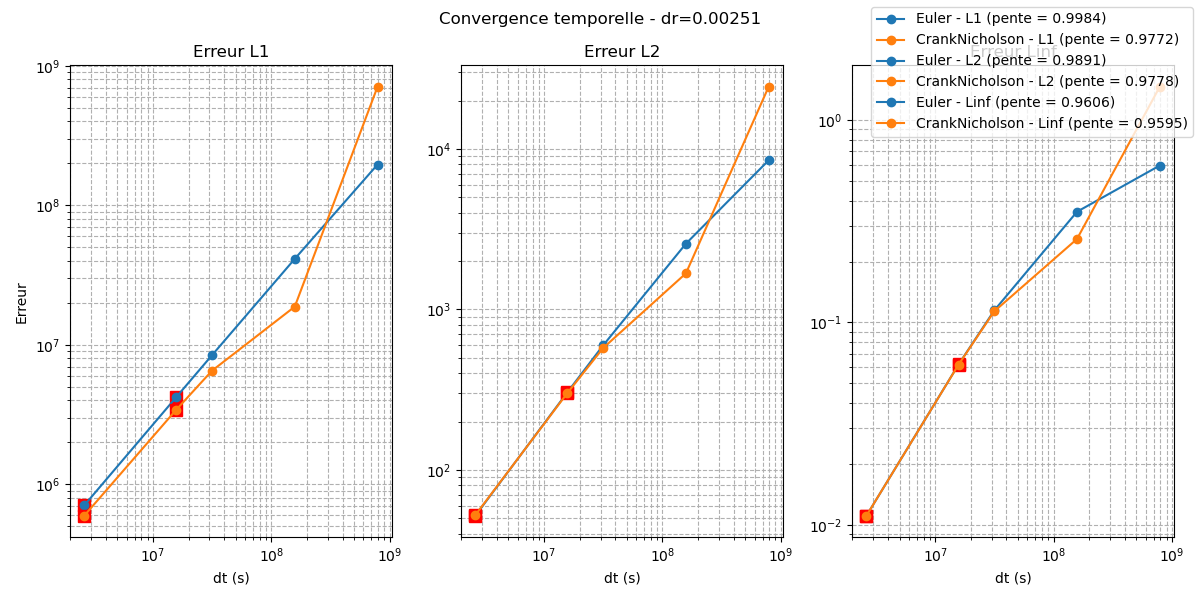 Convergence temporelle - dr=0.00251
Erreur L1
Erreur L2
Erreur Linf
Euler - L1 (pente = 0.9984)
CrankNicholson - L1 (pente = 0.9772)
Euler - L2 (pente = 0.9891)
CrankNicholson - L2 (pente = 0.9778)
Euler - Linf (pente = 0.9606)
CrankNicholson - Linf (pente = 0.9595)
Erreur
10⁹
10⁸
10⁷
10⁶
10⁷ 10⁸ 10⁹
dt (s)
10⁴
10³
10²
10⁷ 10⁸ 10⁹
dt (s)
10⁰
10⁻¹
10⁻²
10⁷ 10⁸ 10⁹
dt (s)